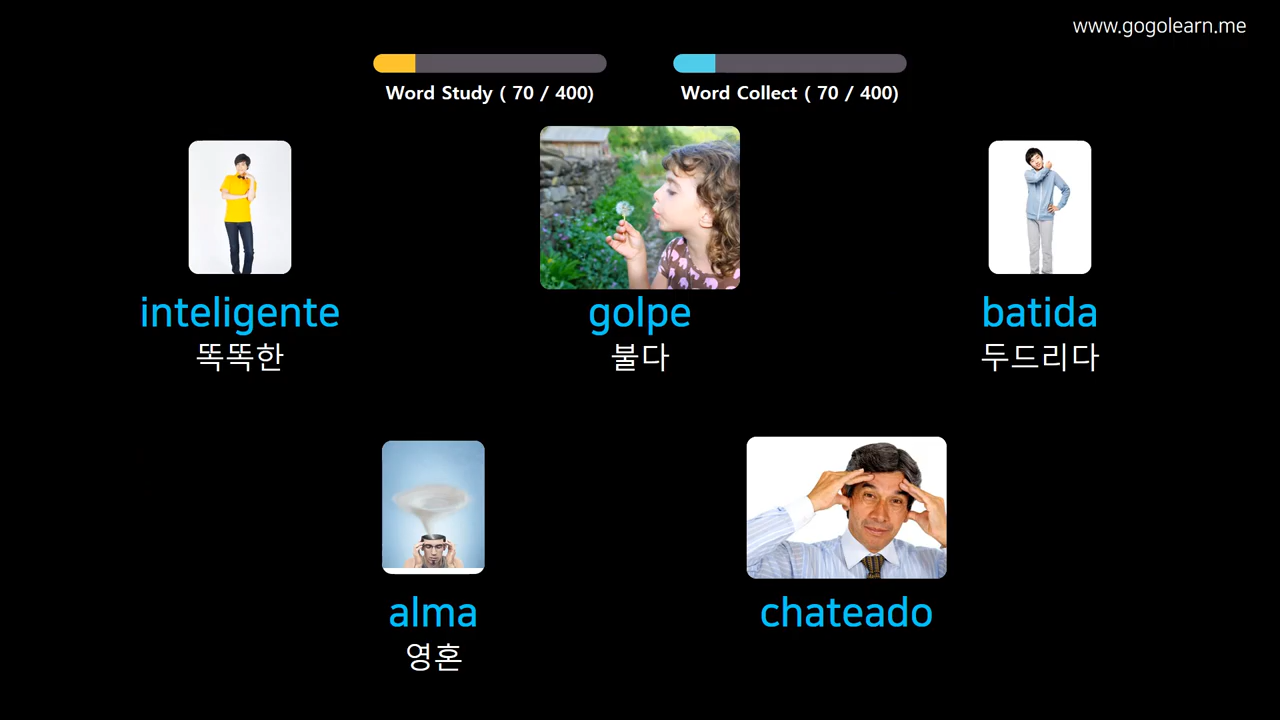 www.gogolearn.me
Word Study ( 70 / 400)
Word Collect ( 70 / 400)
inteligente
똑똑한
golpe
불다
batida
두드리다
alma
영혼
chateado